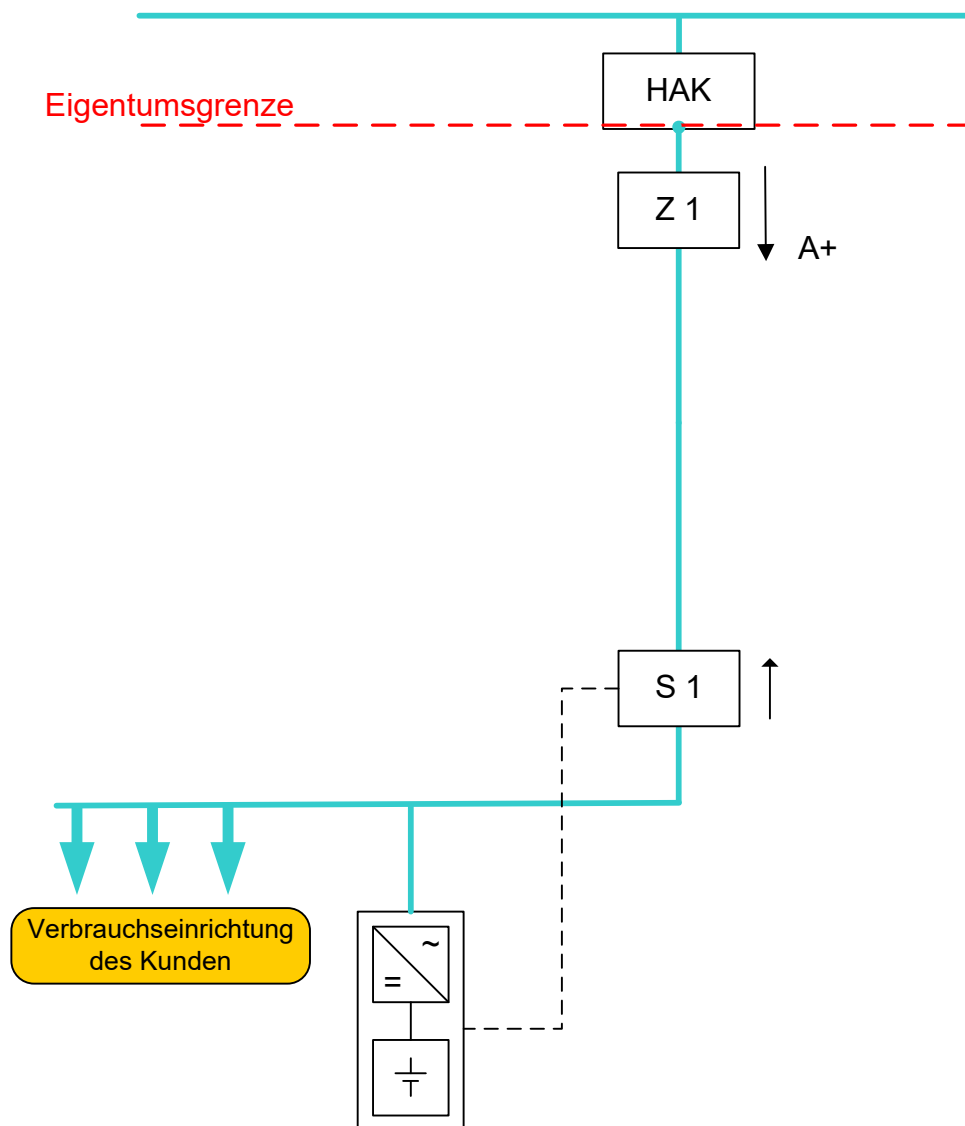 HAK
Eigentumsgrenze
Z 1
A+
S 1
Verbrauchseinrichtung
des Kunden
~
=